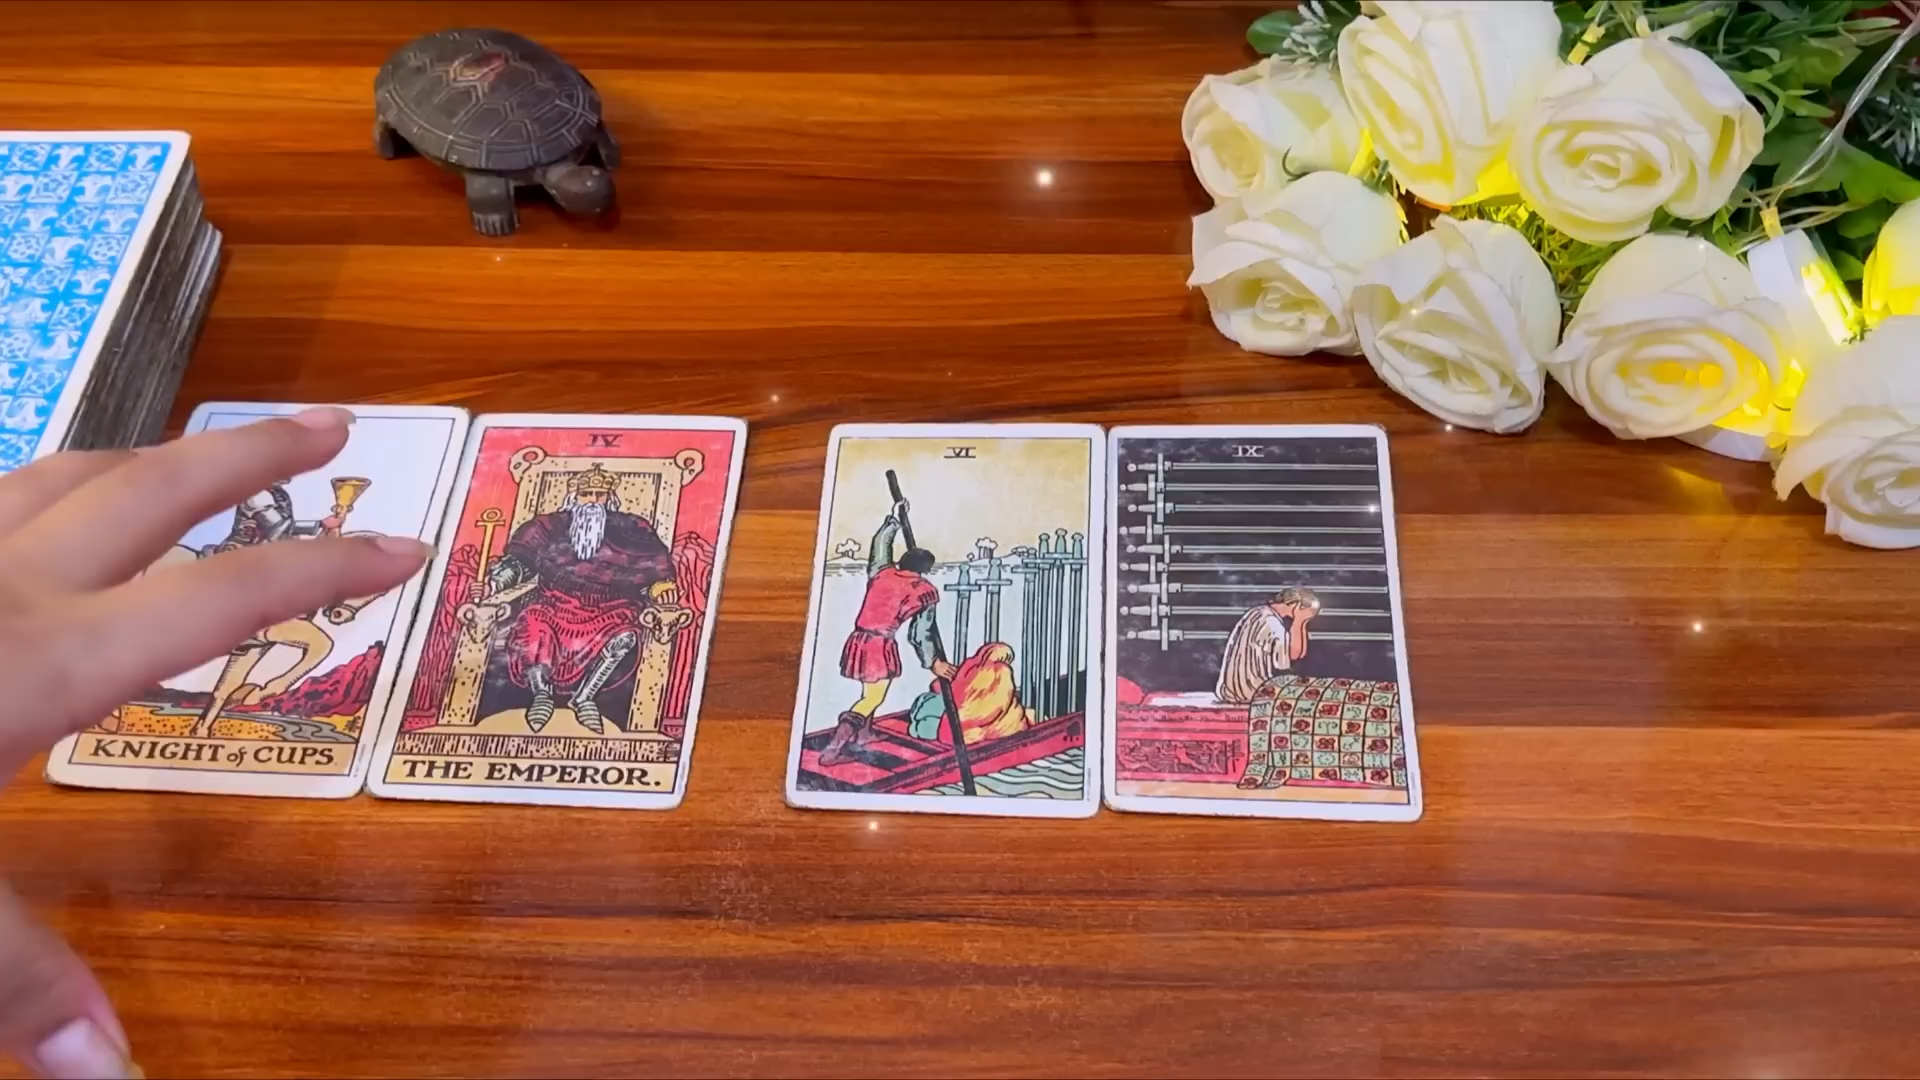 KNIGHT of CUPS.
IV
THE EMPEROR.
VI
IX